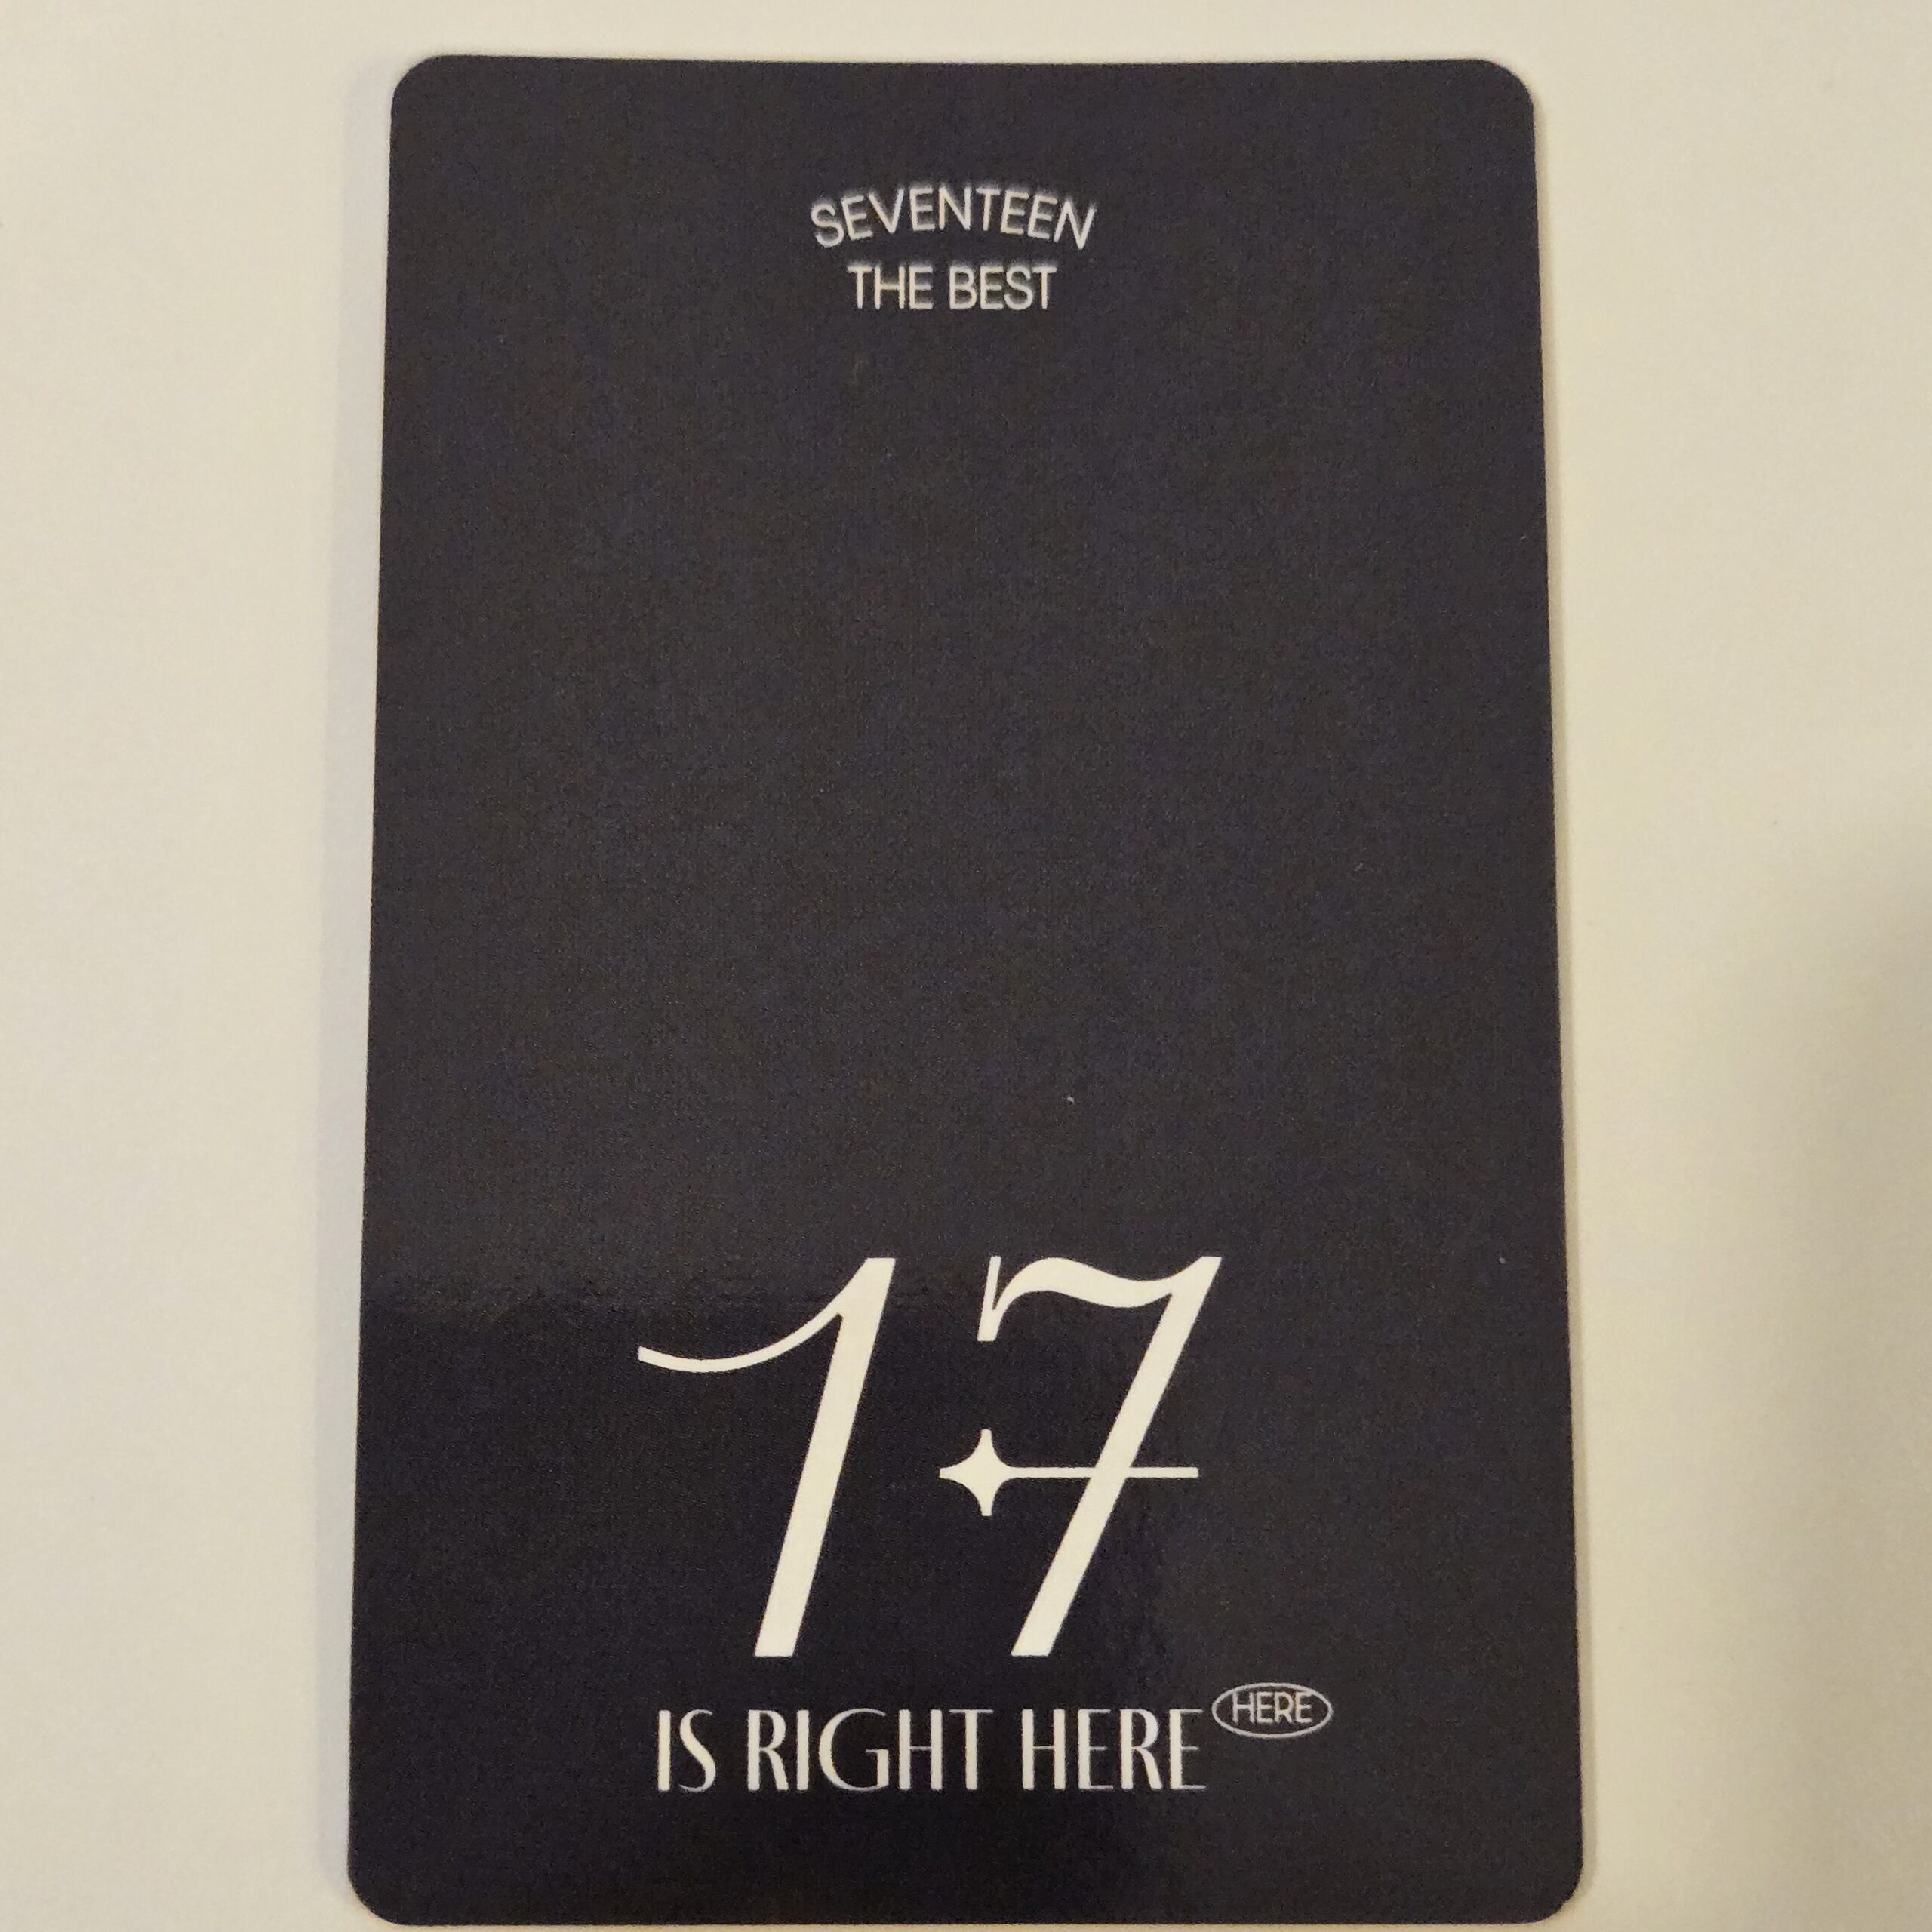 SEVENTEEN
THE BEST
17
IS RIGHT HERE HERE